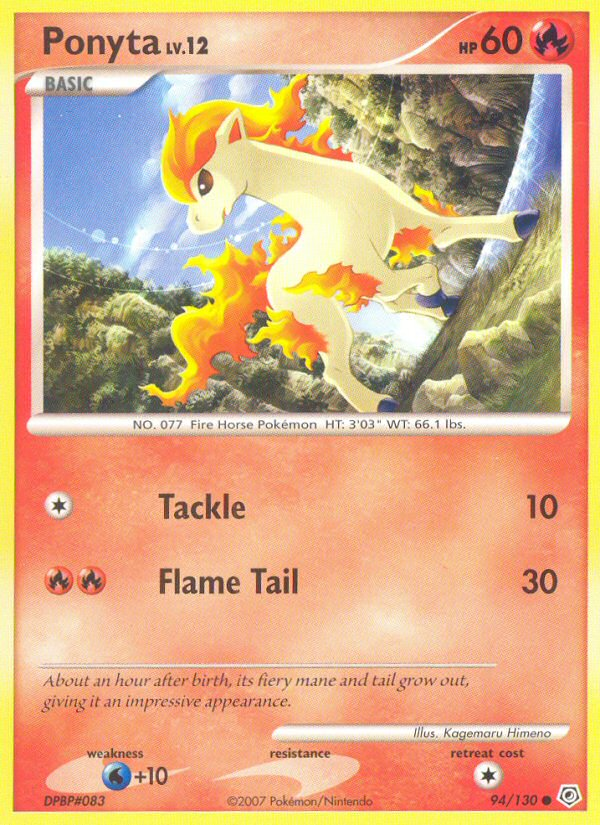 Ponyta LV.12 HP 60
BASIC
NO. 077 Fire Horse Pokémon HT: 3'03" WT: 66.1 lbs.
Tackle 10
Flame Tail 30
About an hour after birth, its fiery mane and tail grow out,
giving it an impressive appearance.
Illus. Kagemaru Himeno
weakness resistance retreat cost
+10
DPBP#083 ©2007 Pokémon/Nintendo 94/130